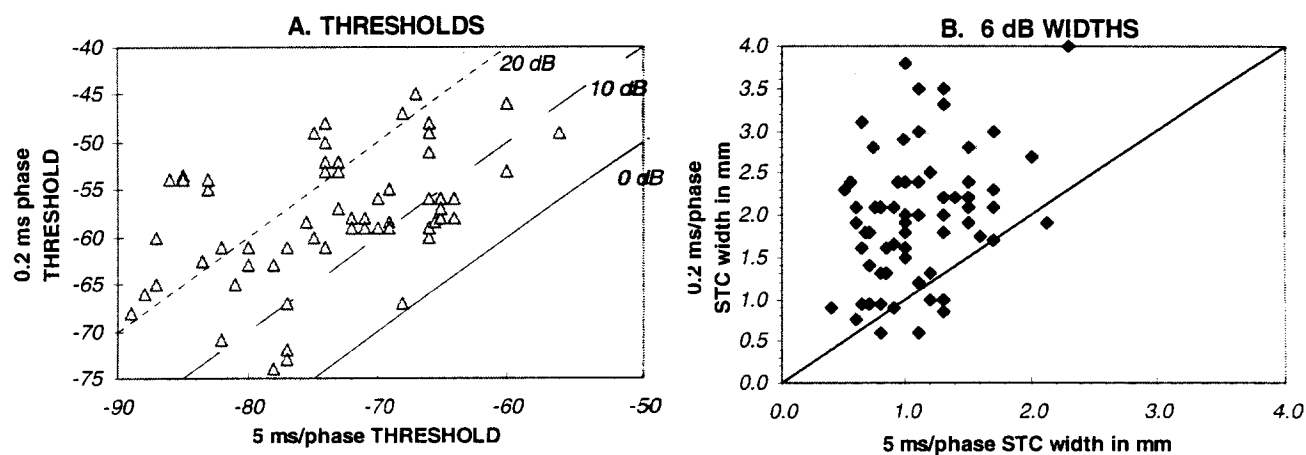 A. THRESHOLDS
-40
-45
-50
-55
-60
-65
-70
-75
0.2 ms phase
THRESHOLD
20 dB
10 dB
0 dB
-90
-80
-70
-60
-50
5 ms/phase THRESHOLD
B. 6 dB WIDTHS
4.0
3.5
3.0
2.5
2.0
1.5
1.0
0.5
0.0
0.2 ms/phase
STC width in mm
0.0
1.0
2.0
3.0
4.0
5 ms/phase STC width in mm